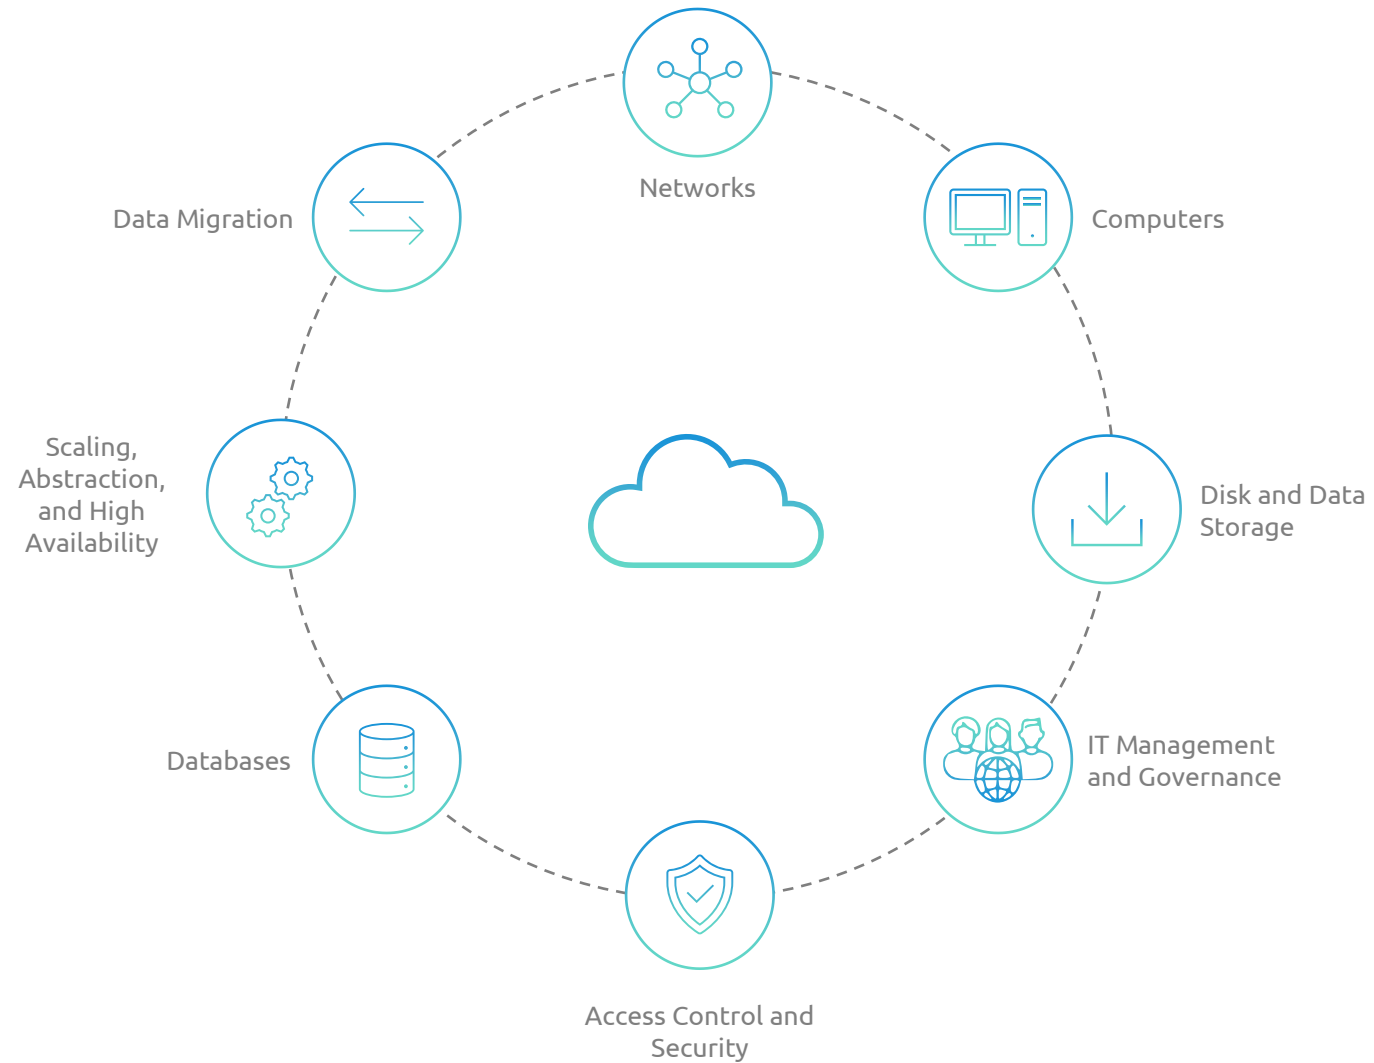 Networks
Data Migration
Computers
Scaling,
Abstraction,
and High
Availability
Disk and Data
Storage
Databases
IT Management
and Governance
Access Control and
Security